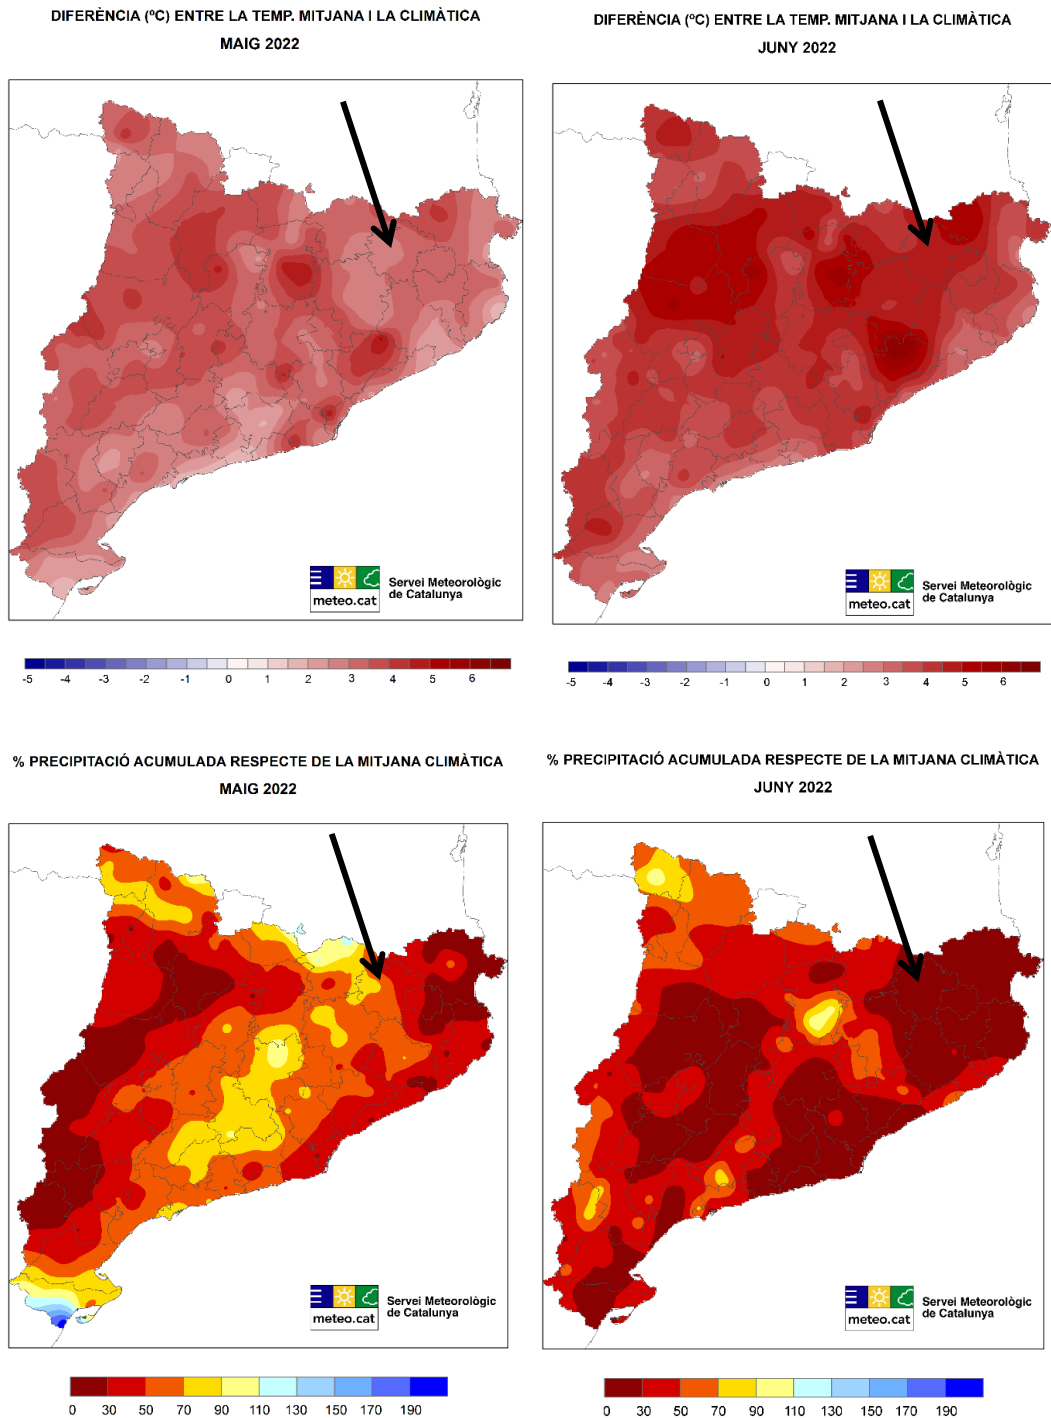 DIFERÈNCIA (ºC) ENTRE LA TEMP. MITJANA I LA CLIMÀTICA
MAIG 2022
DIFERÈNCIA (ºC) ENTRE LA TEMP. MITJANA I LA CLIMÀTICA
JUNY 2022
meteo.cat
Servei Meteorològic
de Catalunya
meteo.cat
Servei Meteorològic
de Catalunya
-5 -4 -3 -2 -1 0 1 2 3 4 5 6
-5 -4 -3 -2 -1 0 1 2 3 4 5 6
% PRECIPITACIÓ ACUMULADA RESPECTE DE LA MITJANA CLIMÀTICA
MAIG 2022
% PRECIPITACIÓ ACUMULADA RESPECTE DE LA MITJANA CLIMÀTICA
JUNY 2022
meteo.cat
Servei Meteorològic
de Catalunya
meteo.cat
Servei Meteorològic
de Catalunya
0 30 50 70 90 110 130 150 170 190
0 30 50 70 90 110 130 150 170 190